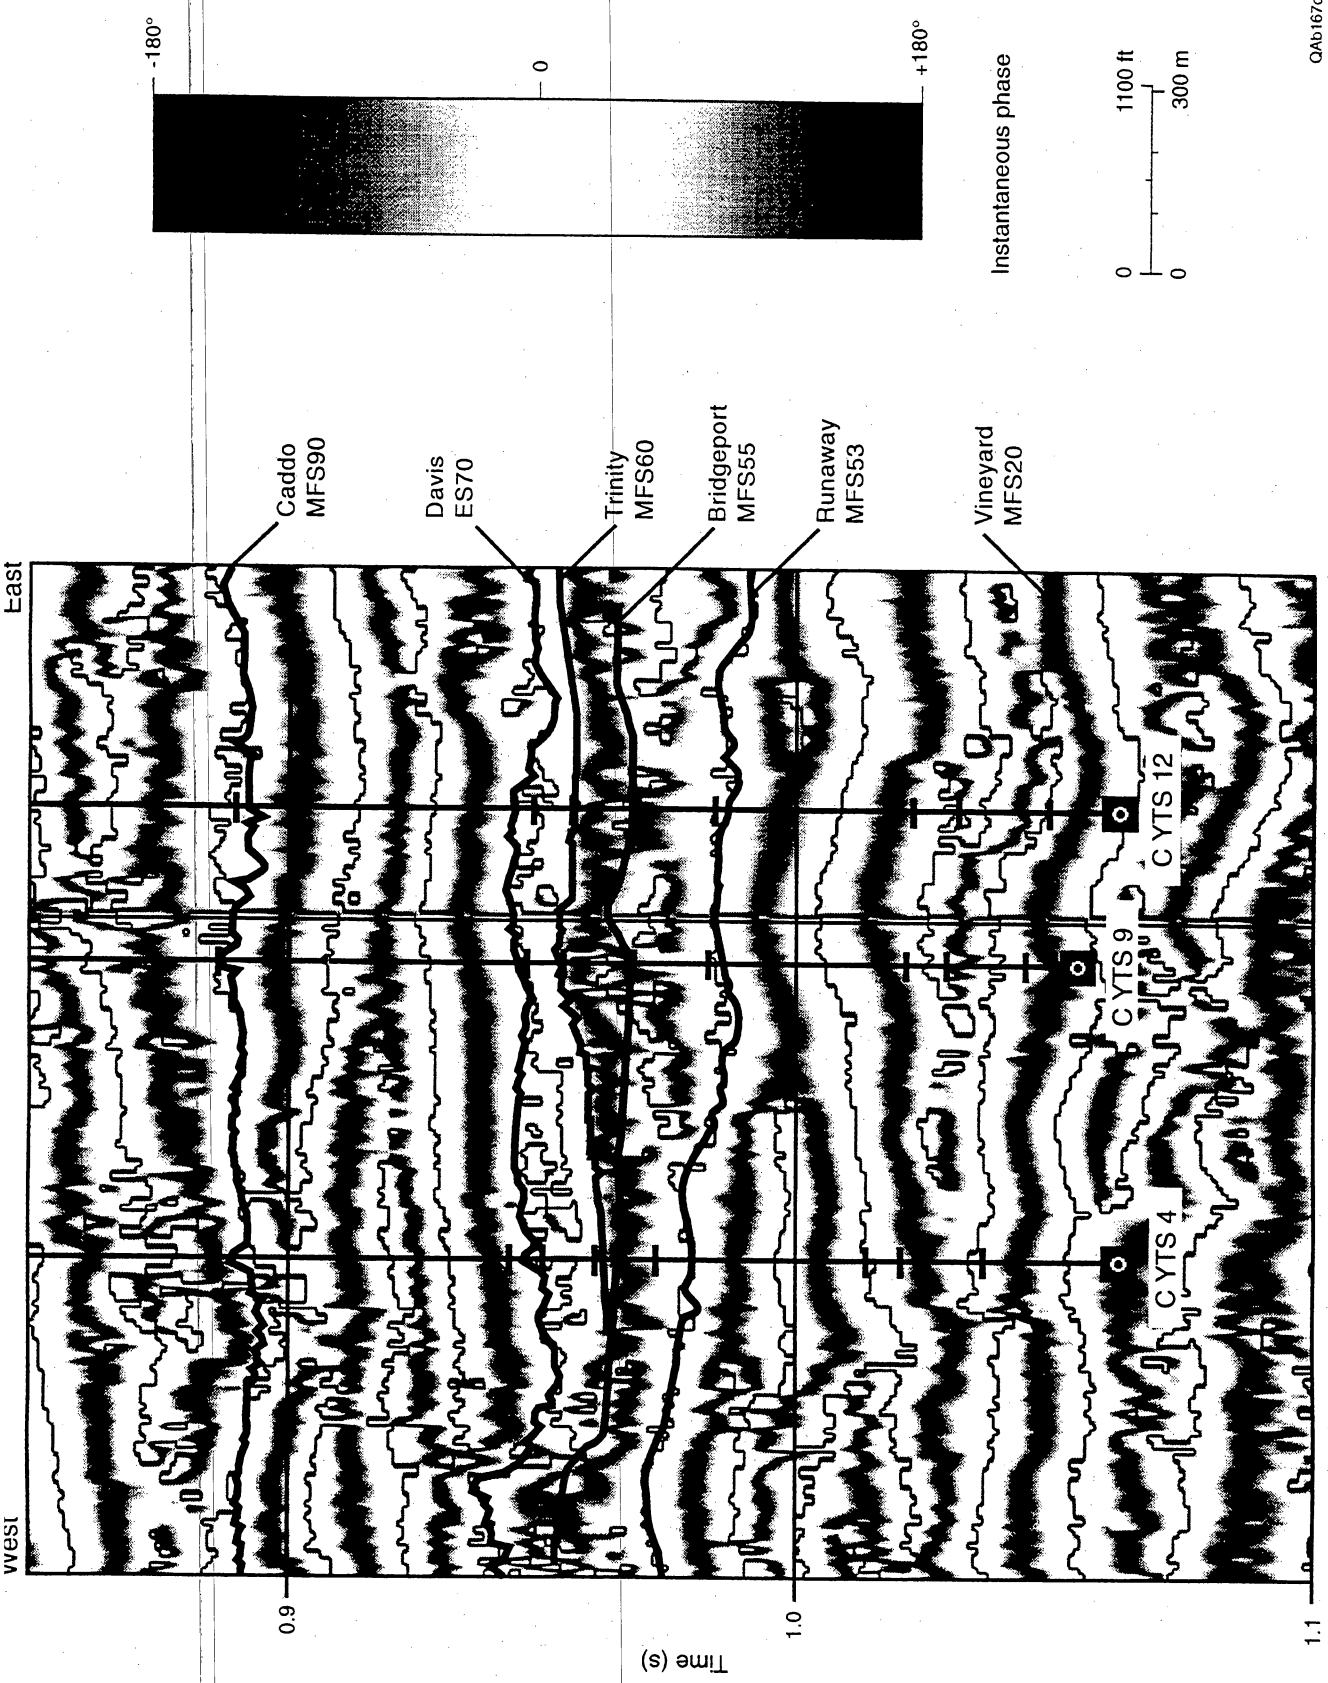 West
East
Caddo
MFS90
Davis
ES70
Trinity
MFS60
Bridgeport
MFS55
Runaway
MFS53
Vineyard
MFS20
0.9
1.0
1.1
Time (s)
C YTS 4
C YTS 9
C YTS 12
-180°
0
+180°
Instantaneous phase
0 1100 ft
0 300 m
QAb167c